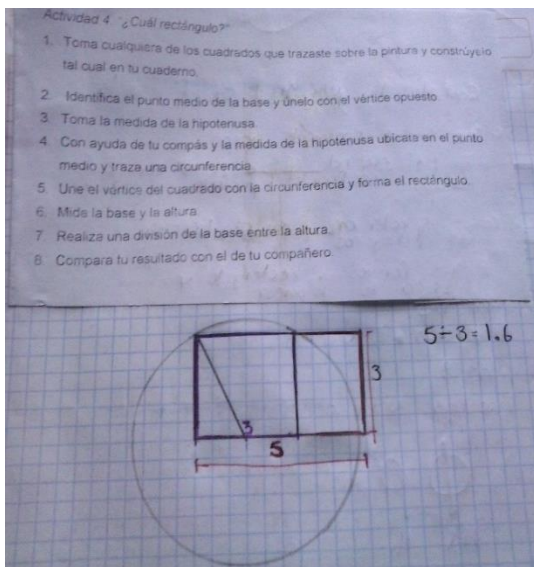 Actividad 4 "¿Cuál rectángulo?"
1. Toma cualquiera de los cuadrados que trazaste sobre la pintura y constrúyelo
tal cual en tu cuaderno.
2. Identifica el punto medio de la base y únelo con el vértice opuesto.
3. Toma la medida de la hipotenusa.
4. Con ayuda de tu compás y la medida de la hipotenusa ubícate en el punto
medio y traza una circunferencia.
5. Une el vértice del cuadrado con la circunferencia y forma el rectángulo.
6. Mide la base y la altura.
7. Realiza una división de la base entre la altura.
8. Compara tu resultado con el de tu compañero.
5÷3=1.6
3
3
5